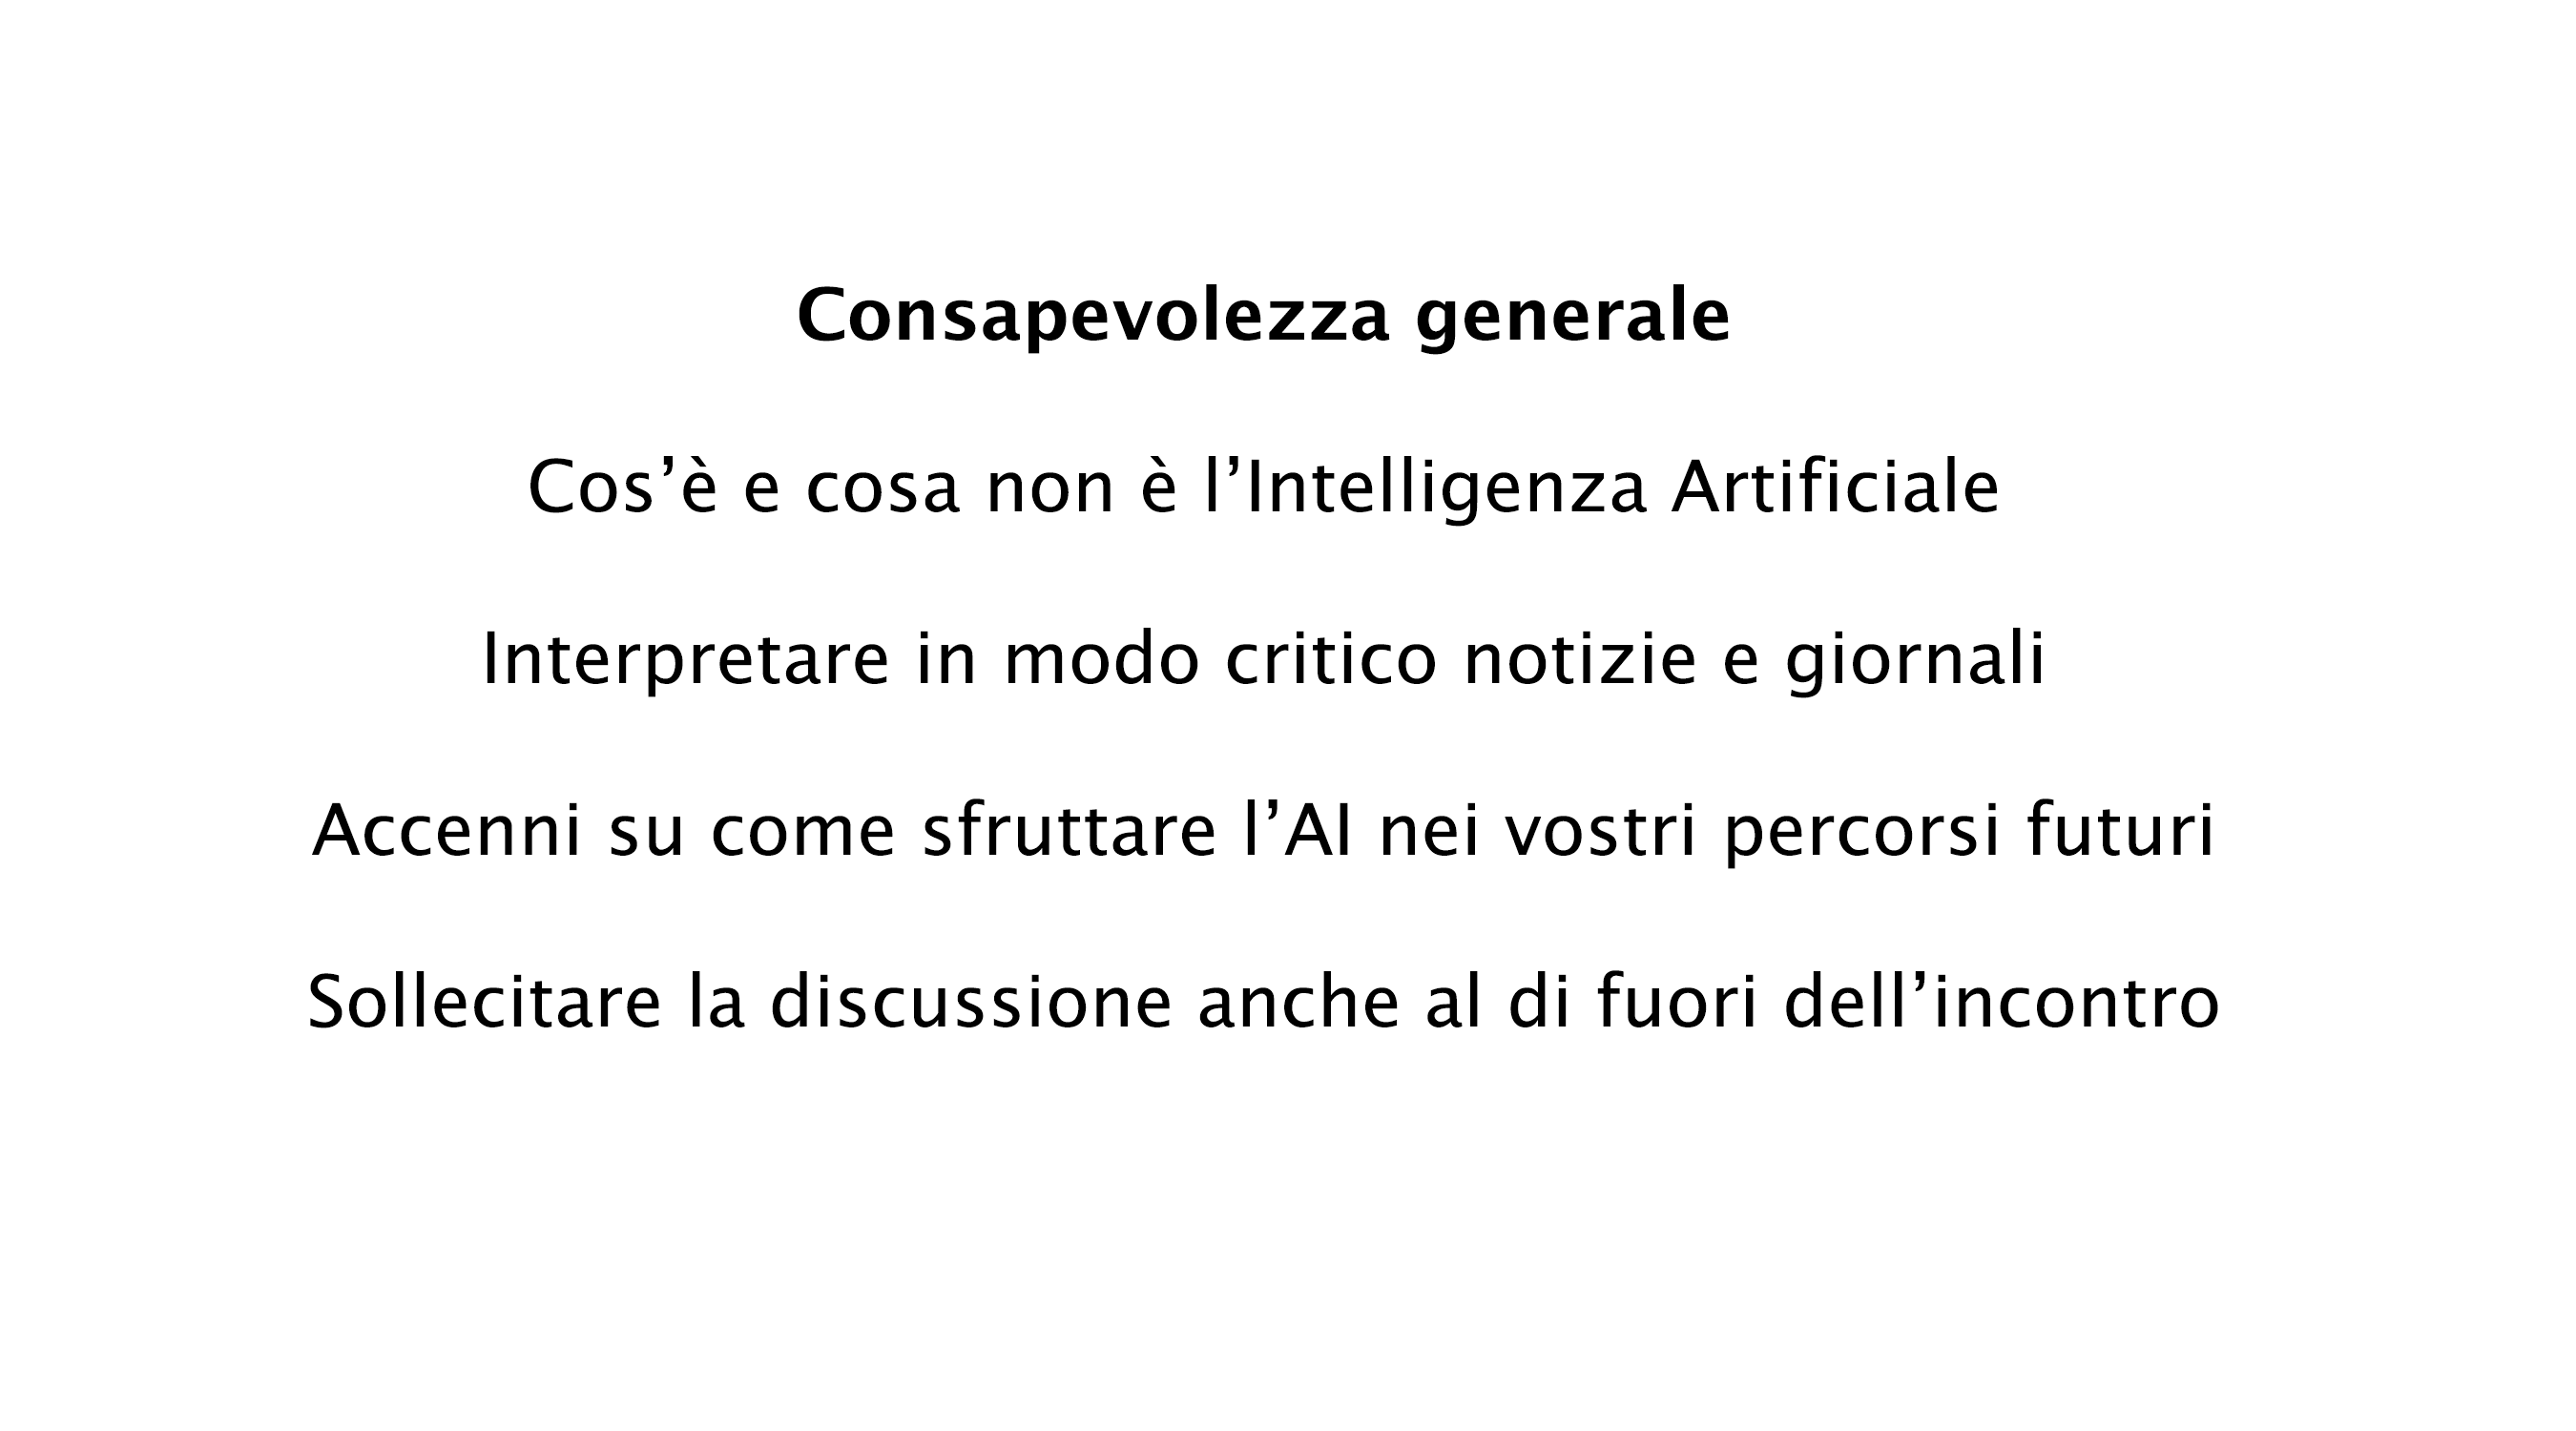 Consapevolezza generale
Cos’è e cosa non è l’Intelligenza Artificiale
Interpretare in modo critico notizie e giornali
Accenni su come sfruttare l’AI nei vostri percorsi futuri
Sollecitare la discussione anche al di fuori dell’incontro